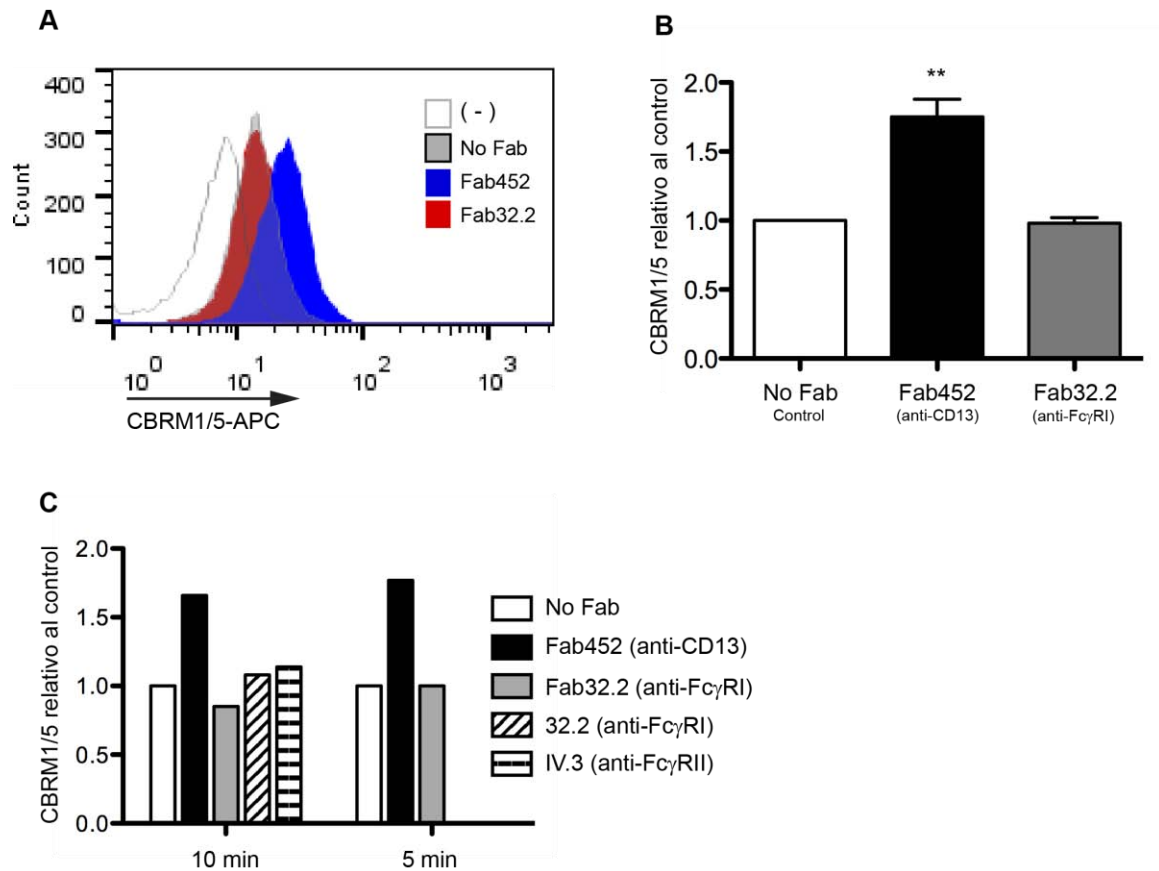 A
400
300
200
100
0
Count
10^0
10^1
10^2
10^3
CBRM1/5-APC
( - )
No Fab
Fab452
Fab32.2
B
**
2.0
1.5
1.0
0.5
0.0
CBRM1/5 relativo al control
No Fab
Control
Fab452
(anti-CD13)
Fab32.2
(anti-FcγRI)
C
2.0
1.5
1.0
0.5
0.0
CBRM1/5 relativo al control
10 min
5 min
No Fab
Fab452 (anti-CD13)
Fab32.2 (anti-FcγRI)
32.2 (anti-FcγRI)
IV.3 (anti-FcγRII)